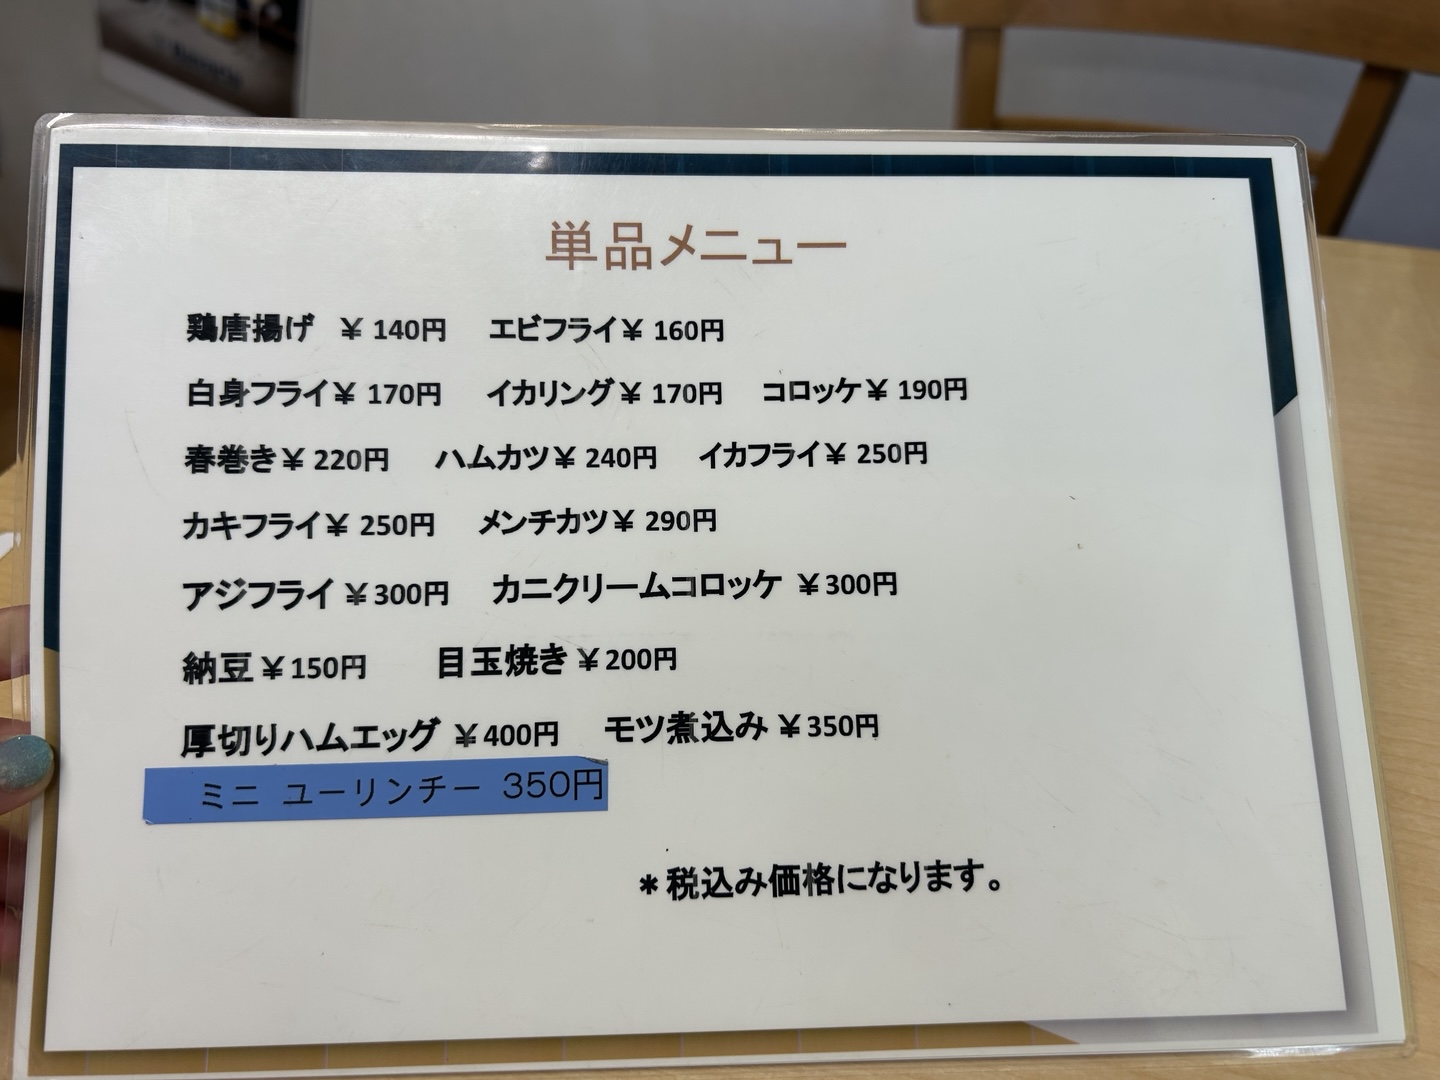 単品メニュー
鶏唐揚げ ￥ 140円 エビフライ￥ 160円
白身フライ￥ 170円 イカリング￥ 170円 コロッケ￥ 190円
春巻き￥ 220円 ハムカツ￥ 240円 イカフライ￥ 250円
カキフライ￥ 250円 メンチカツ￥ 290円
アジフライ ￥300円 カニクリームコロッケ ￥300円
納豆￥150円 目玉焼き￥200円
厚切りハムエッグ ￥400円 モツ煮込み￥350円
ミニ ユーリンチー 350円
＊税込み価格になります。